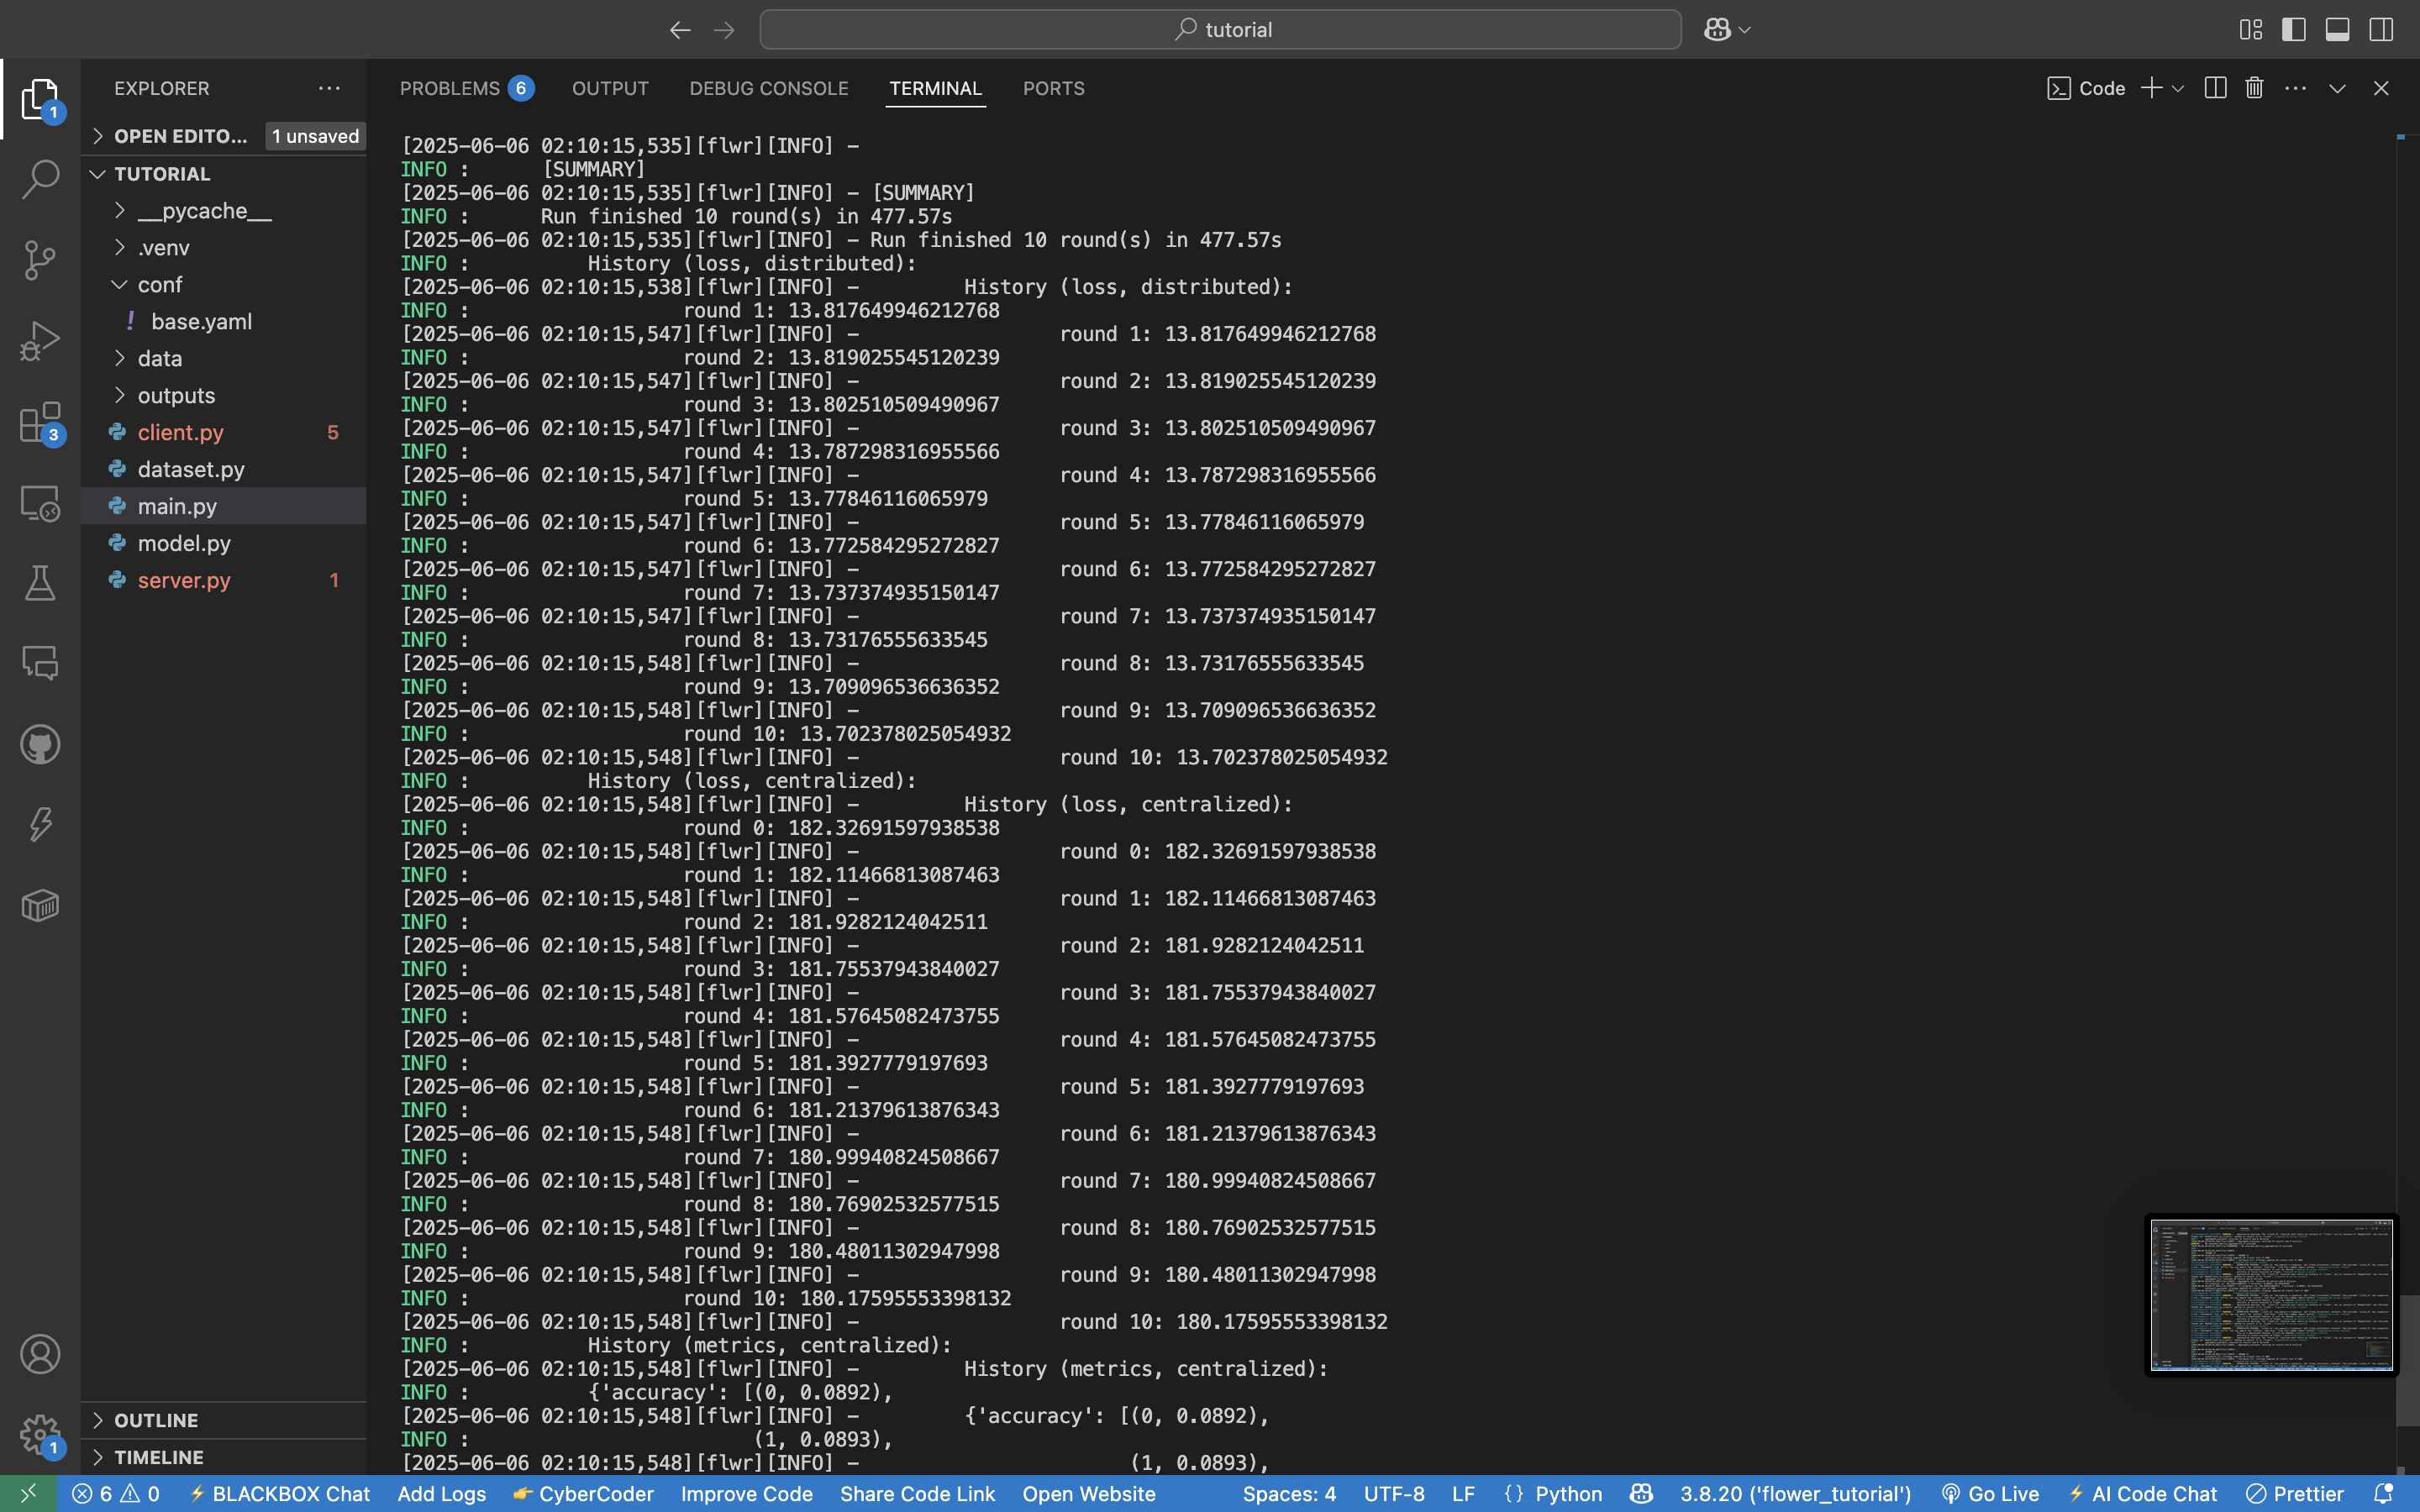 tutorial
EXPLORER
OPEN EDITO... 1 unsaved
TUTORIAL
__pycache__
.venv
conf
! base.yaml
data
outputs
client.py 5
dataset.py
main.py
model.py
server.py 1
OUTLINE
TIMELINE
1
3
1
PROBLEMS 6 OUTPUT DEBUG CONSOLE TERMINAL PORTS
Code
[2025-06-06 02:10:15,535][flwr][INFO] -
INFO : [SUMMARY]
[2025-06-06 02:10:15,535][flwr][INFO] - [SUMMARY]
INFO : Run finished 10 round(s) in 477.57s
[2025-06-06 02:10:15,535][flwr][INFO] - Run finished 10 round(s) in 477.57s
INFO : History (loss, distributed):
[2025-06-06 02:10:15,538][flwr][INFO] - History (loss, distributed):
INFO : round 1: 13.817649946212768
[2025-06-06 02:10:15,547][flwr][INFO] - round 1: 13.817649946212768
INFO : round 2: 13.819025545120239
[2025-06-06 02:10:15,547][flwr][INFO] - round 2: 13.819025545120239
INFO : round 3: 13.802510509490967
[2025-06-06 02:10:15,547][flwr][INFO] - round 3: 13.802510509490967
INFO : round 4: 13.787298316955566
[2025-06-06 02:10:15,547][flwr][INFO] - round 4: 13.787298316955566
INFO : round 5: 13.77846116065979
[2025-06-06 02:10:15,547][flwr][INFO] - round 5: 13.77846116065979
INFO : round 6: 13.772584295272827
[2025-06-06 02:10:15,547][flwr][INFO] - round 6: 13.772584295272827
INFO : round 7: 13.737374935150147
[2025-06-06 02:10:15,547][flwr][INFO] - round 7: 13.737374935150147
INFO : round 8: 13.73176555633545
[2025-06-06 02:10:15,548][flwr][INFO] - round 8: 13.73176555633545
INFO : round 9: 13.709096536636352
[2025-06-06 02:10:15,548][flwr][INFO] - round 9: 13.709096536636352
INFO : round 10: 13.702378025054932
[2025-06-06 02:10:15,548][flwr][INFO] - round 10: 13.702378025054932
INFO : History (loss, centralized):
[2025-06-06 02:10:15,548][flwr][INFO] - History (loss, centralized):
INFO : round 0: 182.32691597938538
[2025-06-06 02:10:15,548][flwr][INFO] - round 0: 182.32691597938538
INFO : round 1: 182.11466813087463
[2025-06-06 02:10:15,548][flwr][INFO] - round 1: 182.11466813087463
INFO : round 2: 181.9282124042511
[2025-06-06 02:10:15,548][flwr][INFO] - round 2: 181.9282124042511
INFO : round 3: 181.75537943840027
[2025-06-06 02:10:15,548][flwr][INFO] - round 3: 181.75537943840027
INFO : round 4: 181.57645082473755
[2025-06-06 02:10:15,548][flwr][INFO] - round 4: 181.57645082473755
INFO : round 5: 181.3927779197693
[2025-06-06 02:10:15,548][flwr][INFO] - round 5: 181.3927779197693
INFO : round 6: 181.21379613876343
[2025-06-06 02:10:15,548][flwr][INFO] - round 6: 181.21379613876343
INFO : round 7: 180.99940824508667
[2025-06-06 02:10:15,548][flwr][INFO] - round 7: 180.99940824508667
INFO : round 8: 180.76902532577515
[2025-06-06 02:10:15,548][flwr][INFO] - round 8: 180.76902532577515
INFO : round 9: 180.48011302947998
[2025-06-06 02:10:15,548][flwr][INFO] - round 9: 180.48011302947998
INFO : round 10: 180.17595553398132
[2025-06-06 02:10:15,548][flwr][INFO] - round 10: 180.17595553398132
INFO : History (metrics, centralized):
[2025-06-06 02:10:15,548][flwr][INFO] - History (metrics, centralized):
INFO : {'accuracy': [(0, 0.0892),
[2025-06-06 02:10:15,548][flwr][INFO] - {'accuracy': [(0, 0.0892),
INFO : (1, 0.0893),
[2025-06-06 02:10:15,548][flwr][INFO] - (1, 0.0893),
6 0 BLACKBOX Chat Add Logs CyberCoder Improve Code Share Code Link Open Website Spaces: 4 UTF-8 LF {} Python 3.8.20 ('flower_tutorial') Go Live AI Code Chat Prettier